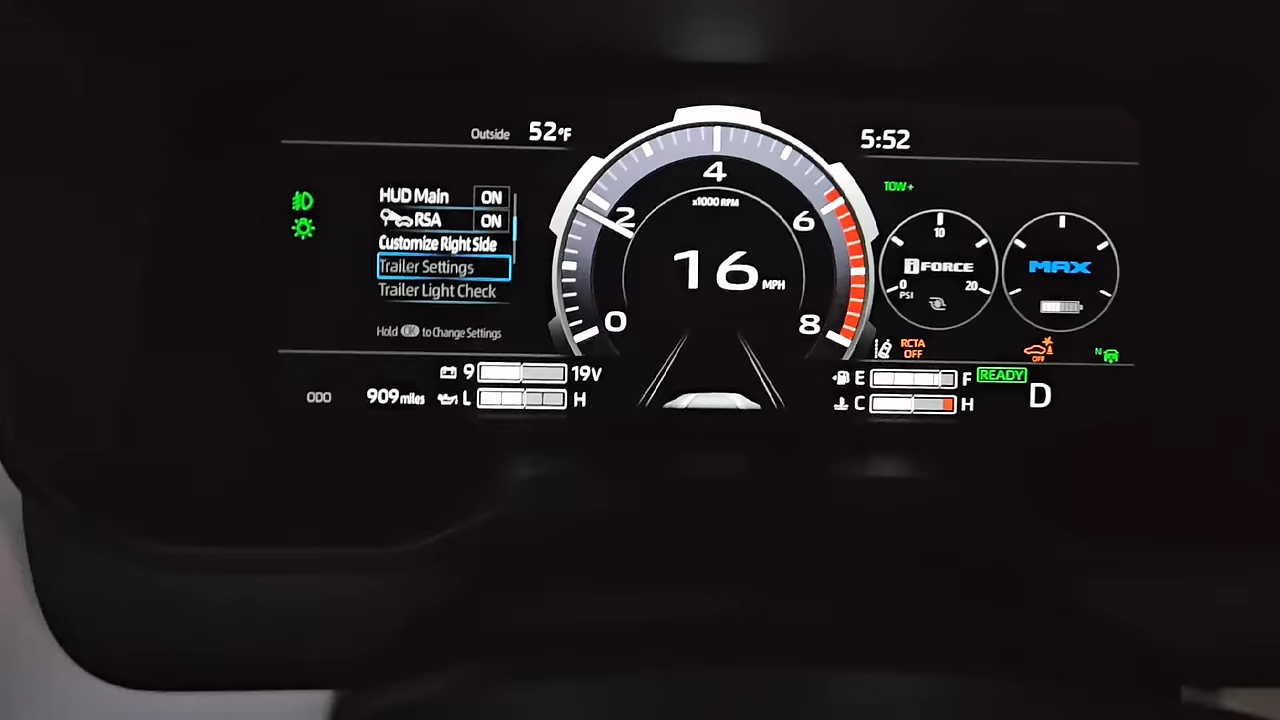 Outside 52°F
5:52
HUD Main ON
RSA ON
Customize Right Side
Trailer Settings
Trailer Light Check
Hold OK to Change Settings
9 19V
ODO 909 miles L H
0 2 4 6 8
x1000 RPM
16 MPH
TOW+
10
i FORCE
0 20
PSI
MAX
RCTA
OFF
OFF
N
E F READY
C H
D